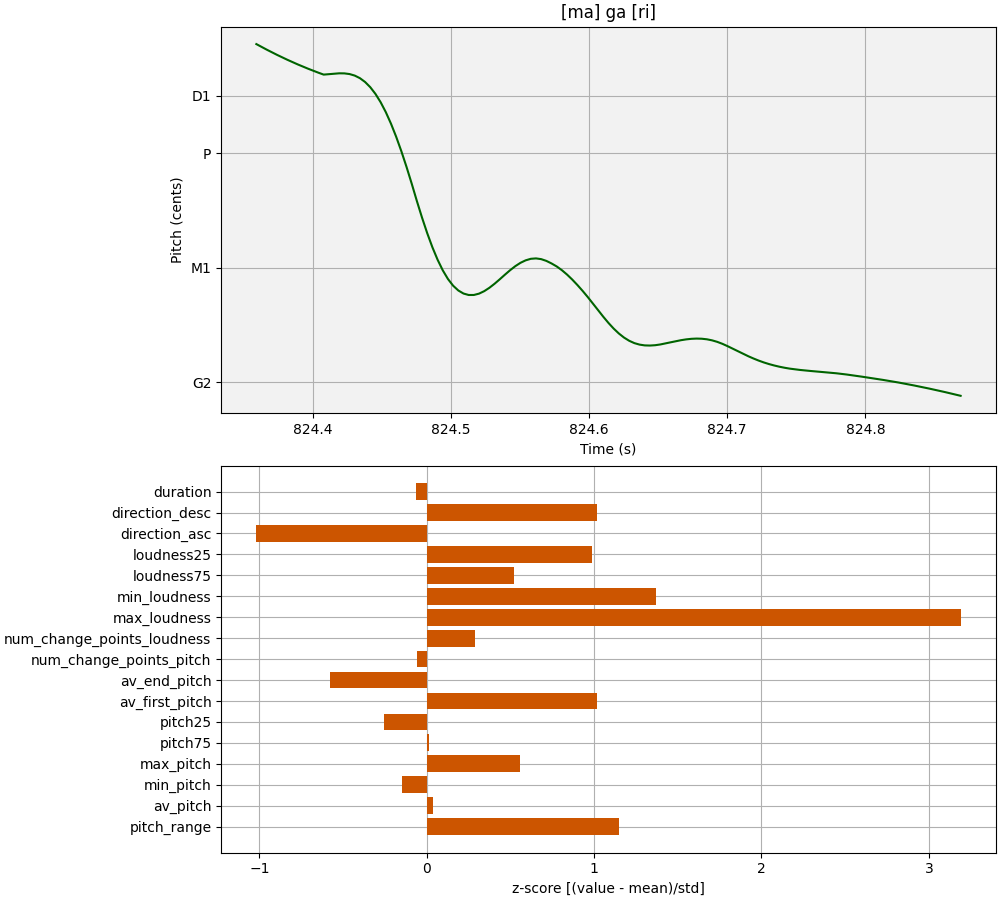 [ma] ga [ri]
D1
P
M1
G2
Pitch (cents)
824.4 824.5 824.6 824.7 824.8
Time (s)
duration
direction_desc
direction_asc
loudness25
loudness75
min_loudness
max_loudness
num_change_points_loudness
num_change_points_pitch
av_end_pitch
av_first_pitch
pitch25
pitch75
max_pitch
min_pitch
av_pitch
pitch_range
−1 0 1 2 3
z-score [(value - mean)/std]